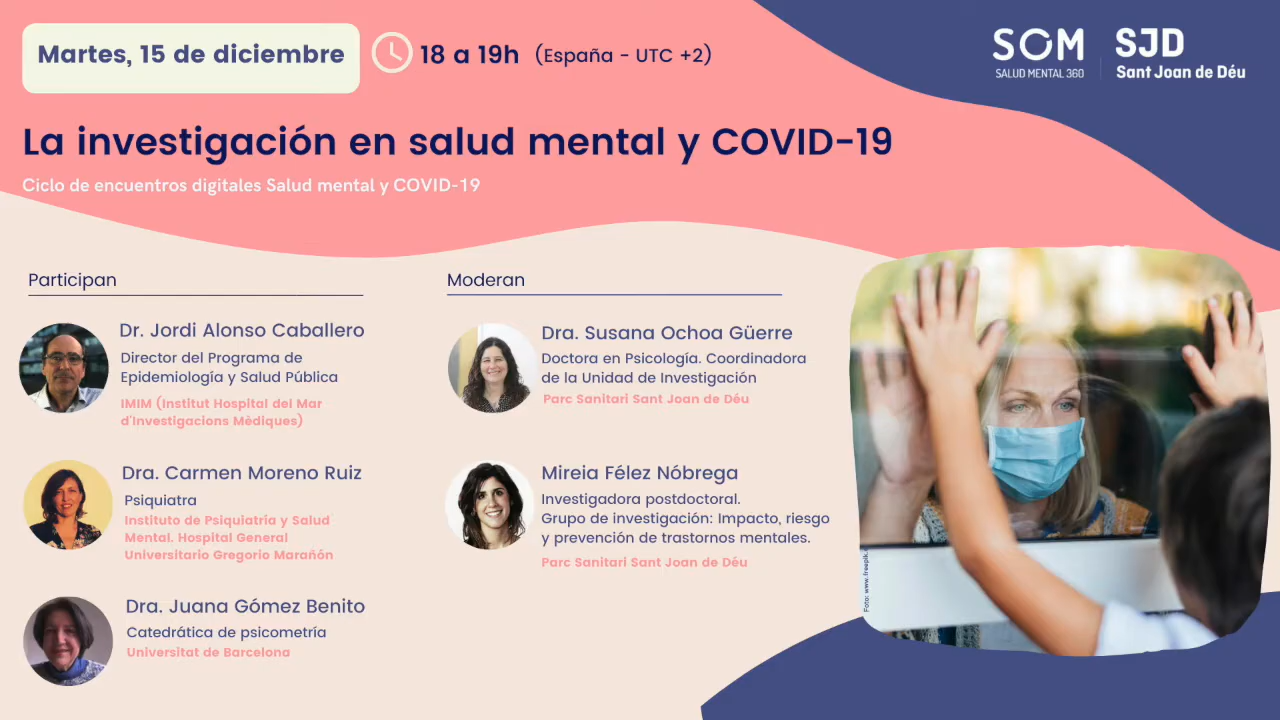 Martes, 15 de diciembre
18 a 19h (España - UTC +2)
SOM
SALUD MENTAL 360
SJD
Sant Joan de Déu
La investigación en salud mental y COVID-19
Ciclo de encuentros digitales Salud mental y COVID-19
Participan
Dr. Jordi Alonso Caballero
Director del Programa de
Epidemiología y Salud Pública
IMIM (Institut Hospital del Mar
d'Investigacions Mèdiques)
Dra. Carmen Moreno Ruiz
Psiquiatra
Instituto de Psiquiatría y Salud
Mental. Hospital General
Universitario Gregorio Marañón
Dra. Juana Gómez Benito
Catedrática de psicometría
Universitat de Barcelona
Moderan
Dra. Susana Ochoa Güerre
Doctora en Psicología. Coordinadora
de la Unidad de Investigación
Parc Sanitari Sant Joan de Déu
Mireia Félez Nóbrega
Investigadora postdoctoral.
Grupo de investigación: Impacto, riesgo
y prevención de trastornos mentales.
Parc Sanitari Sant Joan de Déu
Foto: www. freepik.